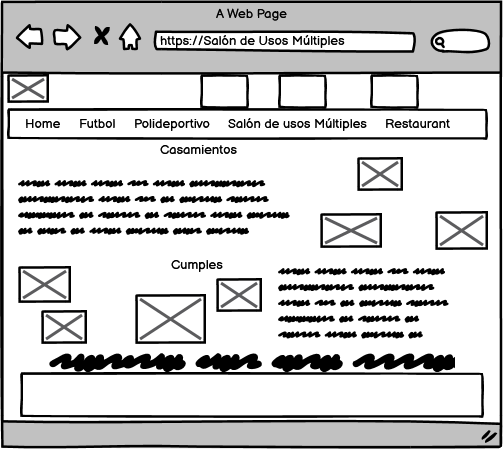 A Web Page
https://Salón de Usos Múltiples
Home Futbol Polideportivo Salón de usos Múltiples Restaurant
Casamientos
Cumples